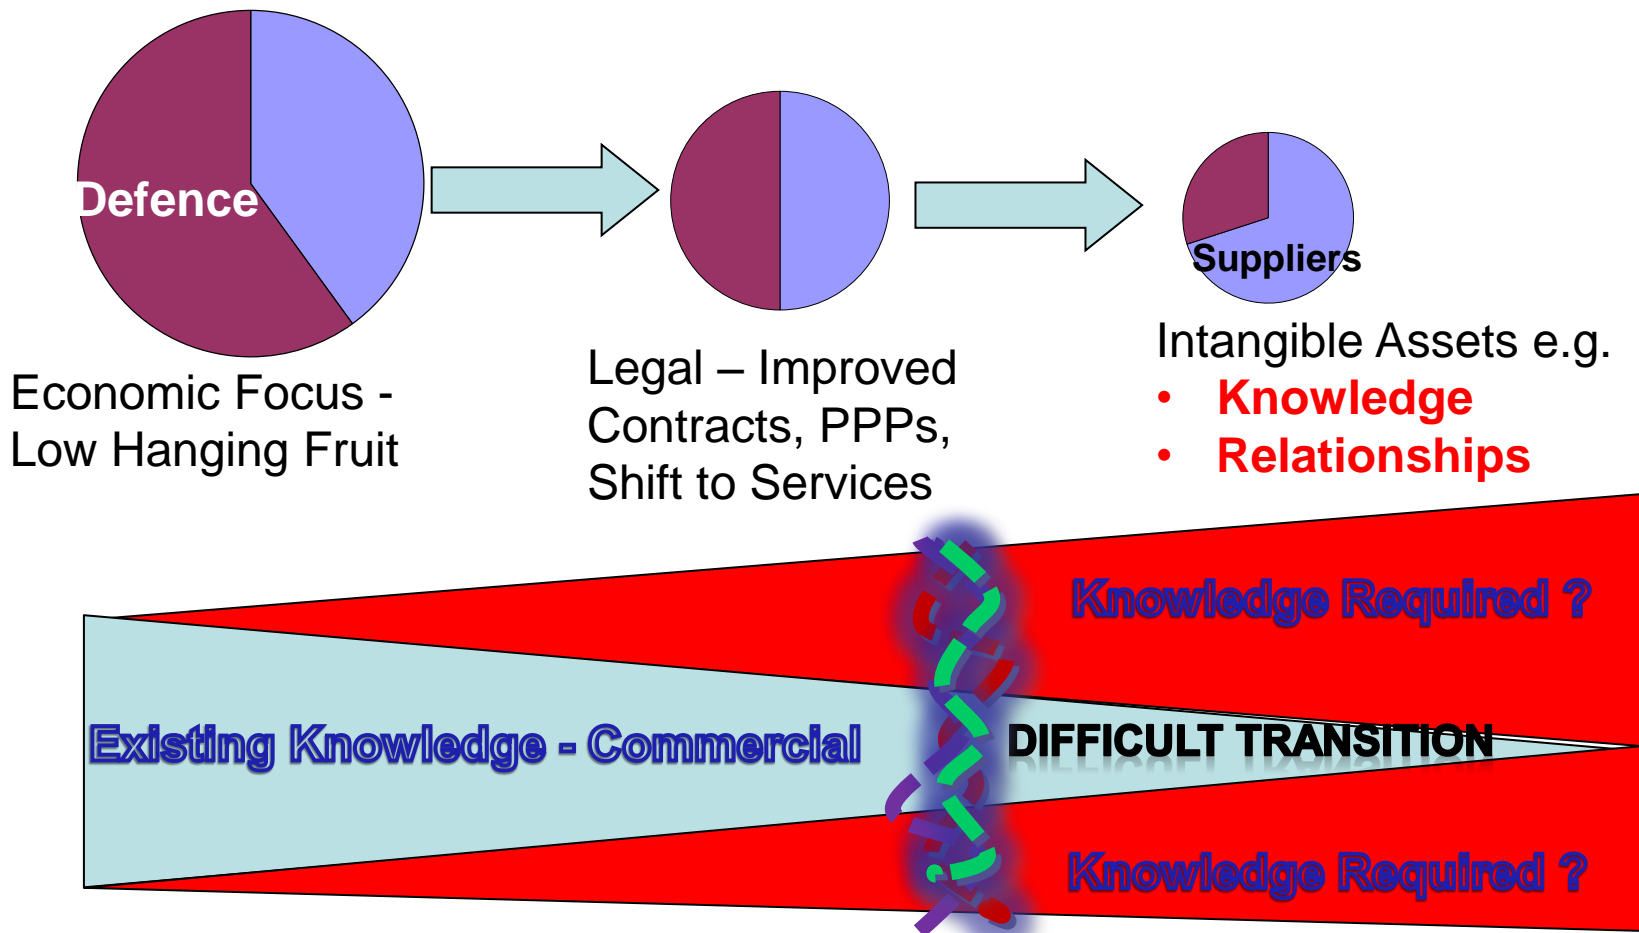 Defence
Suppliers
Economic Focus -
Low Hanging Fruit
Legal – Improved
Contracts, PPPs,
Shift to Services
Intangible Assets e.g.
• Knowledge
• Relationships
Knowledge Required ?
Existing Knowledge - Commercial
DIFFICULT TRANSITION
Knowledge Required ?